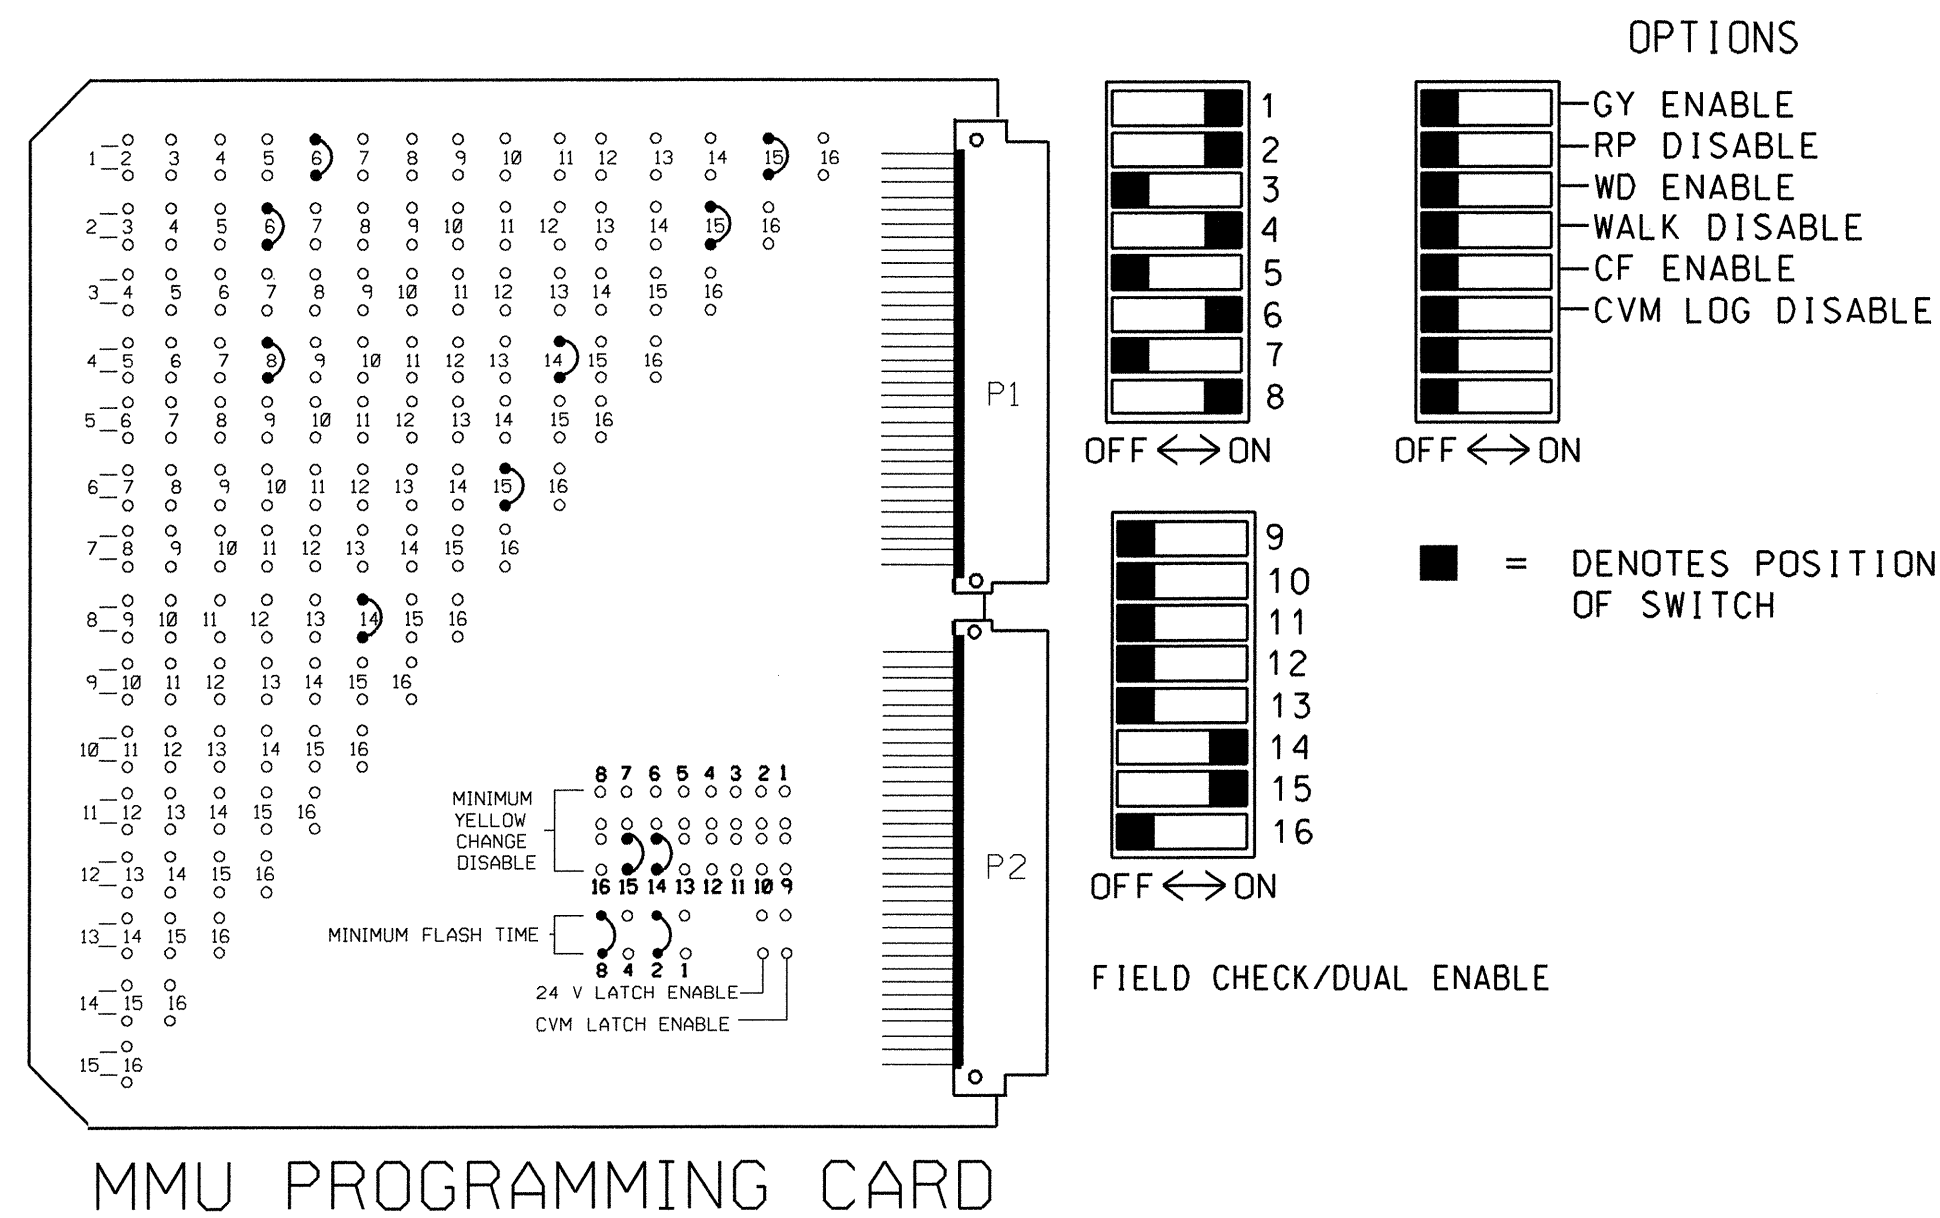 OPTIONS
1 2 3 4 5 6 7 8 9 10 11 12 13 14 15 16
2 3 4 5 6 7 8 9 10 11 12 13 14 15 16
3 4 5 6 7 8 9 10 11 12 13 14 15 16
4 5 6 7 8 9 10 11 12 13 14 15 16
5 6 7 8 9 10 11 12 13 14 15 16
6 7 8 9 10 11 12 13 14 15 16
7 8 9 10 11 12 13 14 15 16
8 9 10 11 12 13 14 15 16
9 10 11 12 13 14 15 16
10 11 12 13 14 15 16
11 12 13 14 15 16
12 13 14 15 16
13 14 15 16
14 15 16
15 16
8 7 6 5 4 3 2 1
MINIMUM
YELLOW
CHANGE
DISABLE
16 15 14 13 12 11 10 9
MINIMUM FLASH TIME
8 4 2 1
24 V LATCH ENABLE
CVM LATCH ENABLE
P1
P2
MMU PROGRAMMING CARD
1
2
3
4
5
6
7
8
OFF ON
GY ENABLE
RP DISABLE
WD ENABLE
WALK DISABLE
CF ENABLE
CVM LOG DISABLE
OFF ON
9
10
11
12
13
14
15
16
OFF ON
= DENOTES POSITION
OF SWITCH
FIELD CHECK/DUAL ENABLE